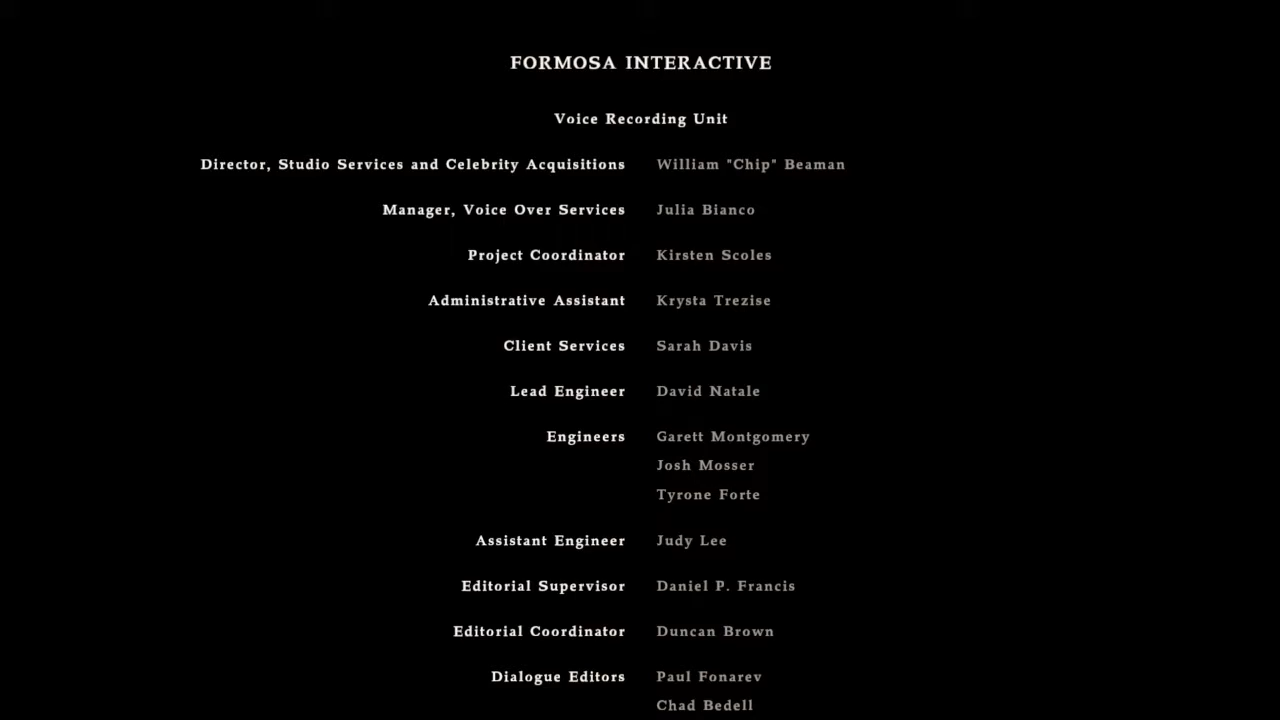 FORMOSA INTERACTIVE
Voice Recording Unit
Director, Studio Services and Celebrity Acquisitions William "Chip" Beaman
Manager, Voice Over Services Julia Bianco
Project Coordinator Kirsten Scoles
Administrative Assistant Krysta Trezise
Client Services Sarah Davis
Lead Engineer David Natale
Engineers Garett Montgomery
Josh Mosser
Tyrone Forte
Assistant Engineer Judy Lee
Editorial Supervisor Daniel P. Francis
Editorial Coordinator Duncan Brown
Dialogue Editors Paul Fonarev
Chad Bedell